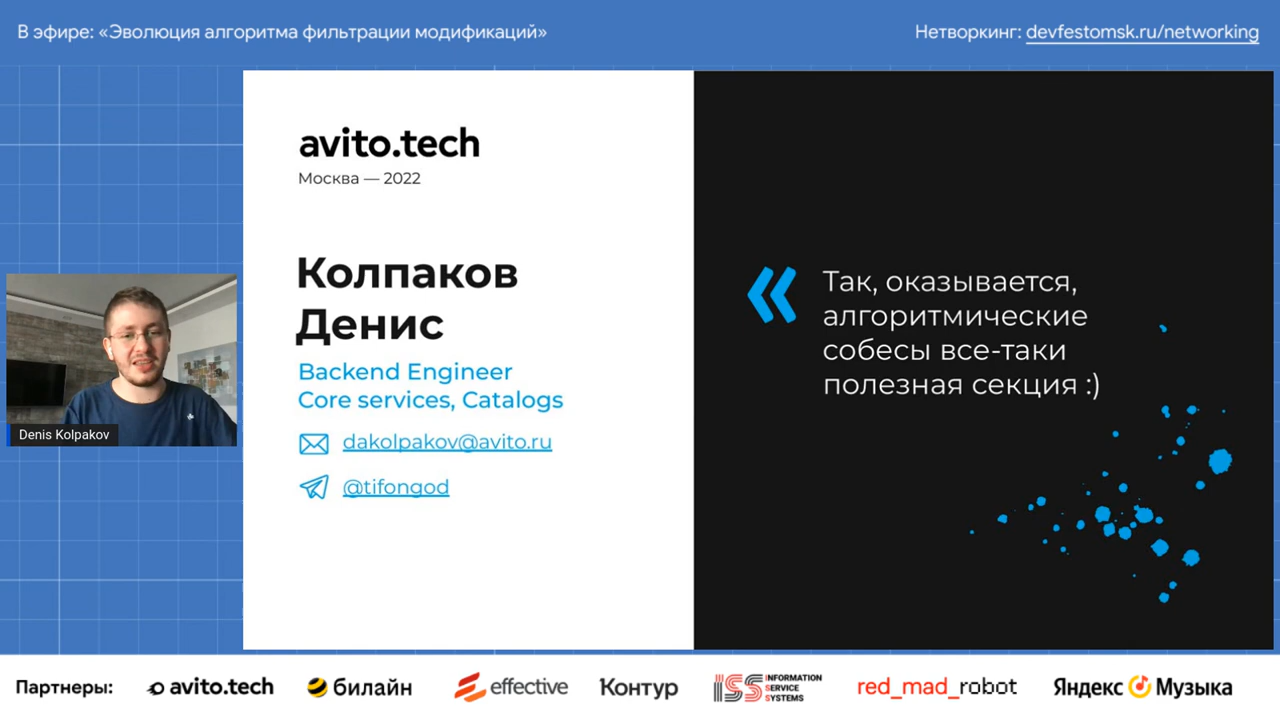 В эфире: «Эволюция алгоритма фильтрации модификаций»
Нетворкинг: devfestomsk.ru/networking
avito.tech
Москва — 2022
Колпаков
Денис
Backend Engineer
Core services, Catalogs
dakolpakov@avito.ru
@tifongod
«
Так, оказывается,
алгоритмические
собесы все-таки
полезная секция :)
Denis Kolpakov
Партнеры:
avito.tech
билайн
effective
Контур
ISS INFORMATION
SERVICE
SYSTEMS
red_mad_robot
Яндекс Музыка